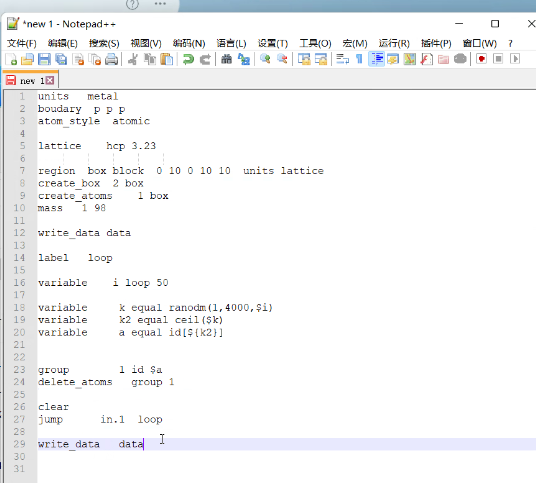 *new 1 - Notepad++
文件(F) 编辑(E) 搜索(S) 视图(V) 编码(N) 语言(L) 设置(T) 工具(O) 宏(M) 运行(R) 插件(P) 窗口(W) ?
new 1
1 units metal
2 boudary p p p
3 atom_style atomic
4
5 lattice hcp 3.23
6
7 region box block 0 10 0 10 10 units lattice
8 create_box 2 box
9 create_atoms 1 box
10 mass 1 98
11
12 write_data data
13
14 label loop
15
16 variable i loop 50
17
18 variable k equal ranodm(1,4000,$i)
19 variable k2 equal ceil($k)
20 variable a equal id[${k2}]
21
22
23 group 1 id $a
24 delete_atoms group 1
25
26 clear
27 jump in.1 loop
28
29 write_data data
30
31